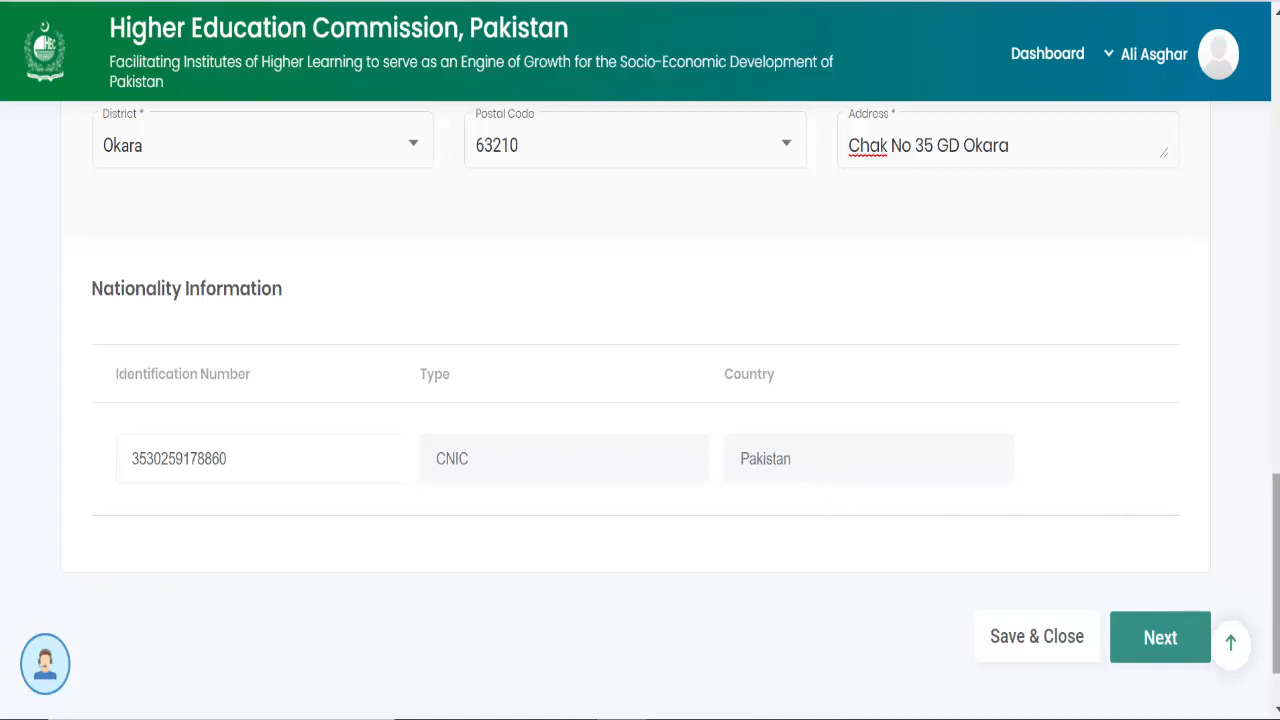 Higher Education Commission, Pakistan
Facilitating Institutes of Higher Learning to serve as an Engine of Growth for the Socio-Economic Development of
Pakistan
Dashboard
Ali Asghar
HEC
District *
Postal Code
Address *
Okara
63210
Chak No 35 GD Okara
Nationality Information
Identification Number
Type
Country
3530259178860
CNIC
Pakistan
Save & Close
Next